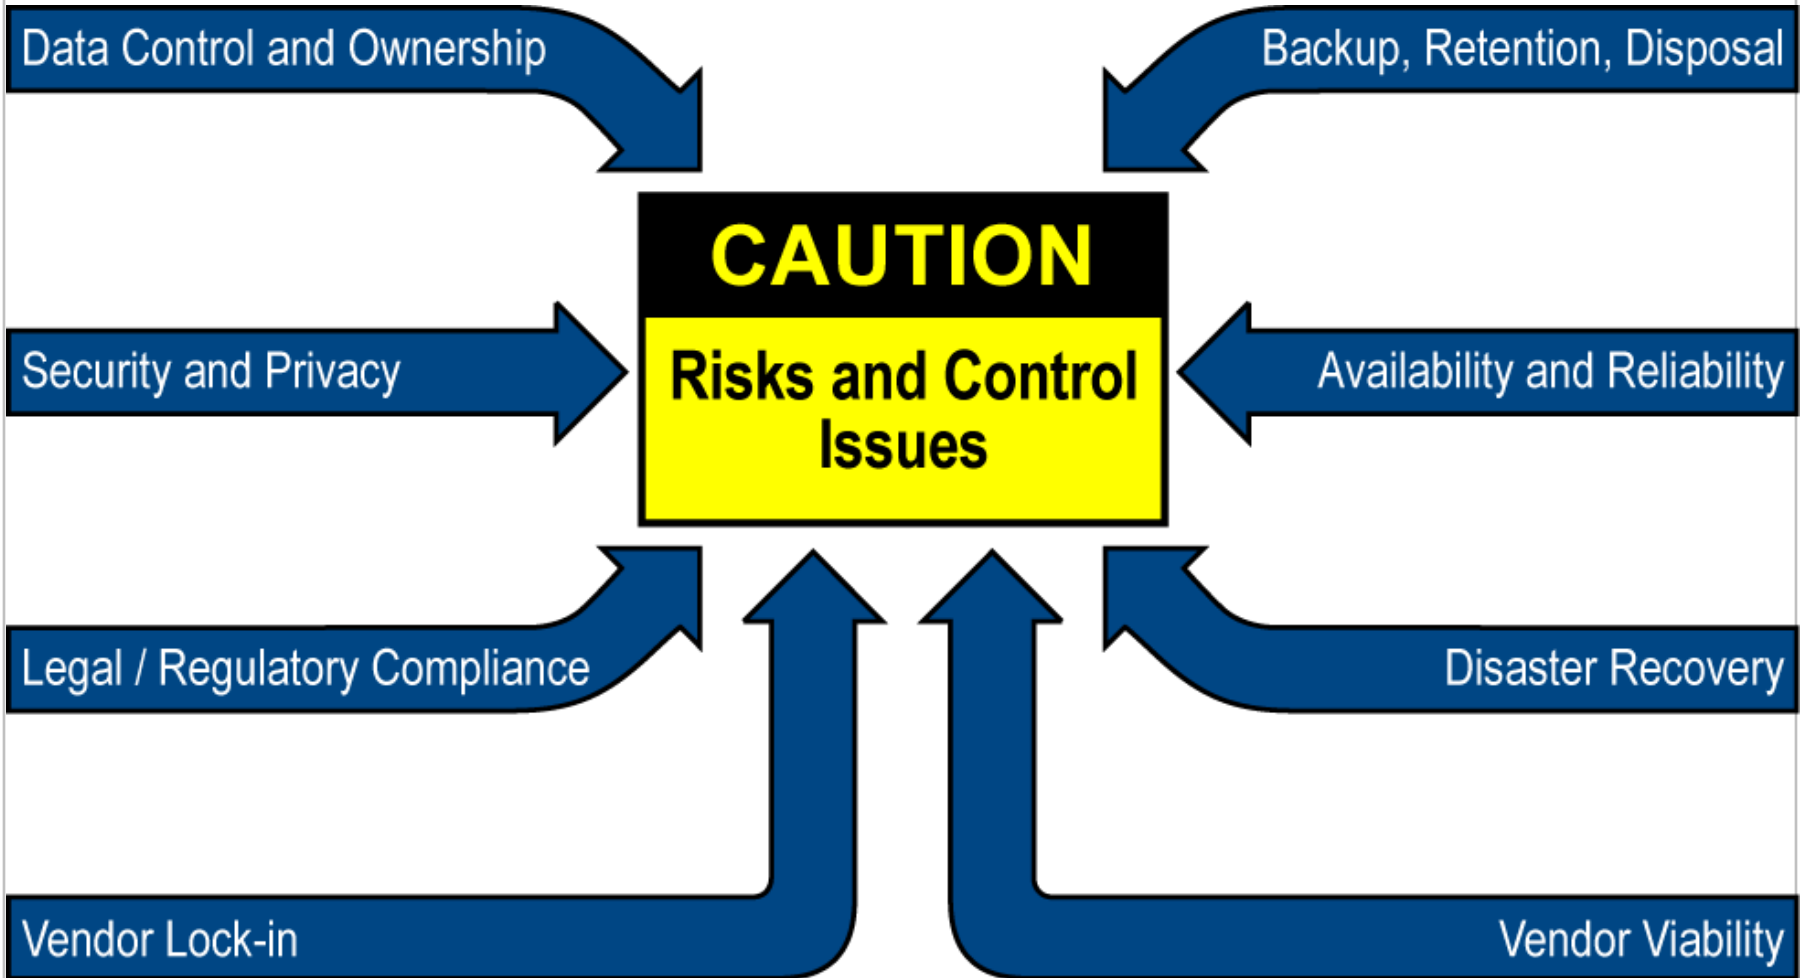 Data Control and Ownership
Backup, Retention, Disposal
CAUTION
Risks and Control
Issues
Security and Privacy
Availability and Reliability
Legal / Regulatory Compliance
Disaster Recovery
Vendor Lock-in
Vendor Viability